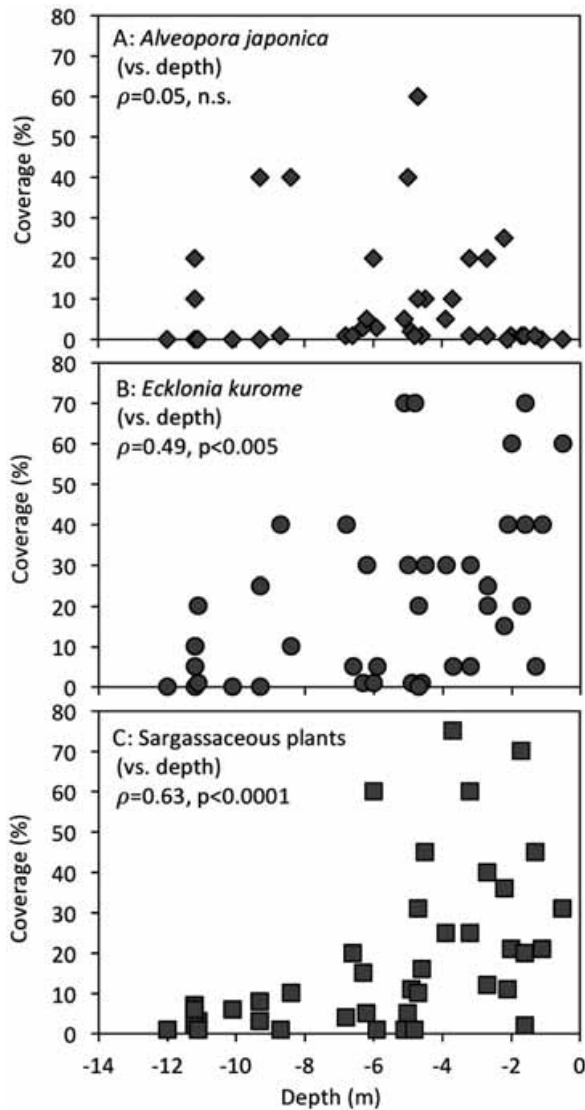 80
70
60
50
40
30
20
10
0
Coverage (%)
A: Alveopora japonica
(vs. depth)
ρ=0.05, n.s.
80
70
60
50
40
30
20
10
0
Coverage (%)
B: Ecklonia kurome
(vs. depth)
ρ=0.49, p<0.005
80
70
60
50
40
30
20
10
0
Coverage (%)
C: Sargassaceous plants
(vs. depth)
ρ=0.63, p<0.0001
-14 -12 -10 -8 -6 -4 -2 0
Depth (m)